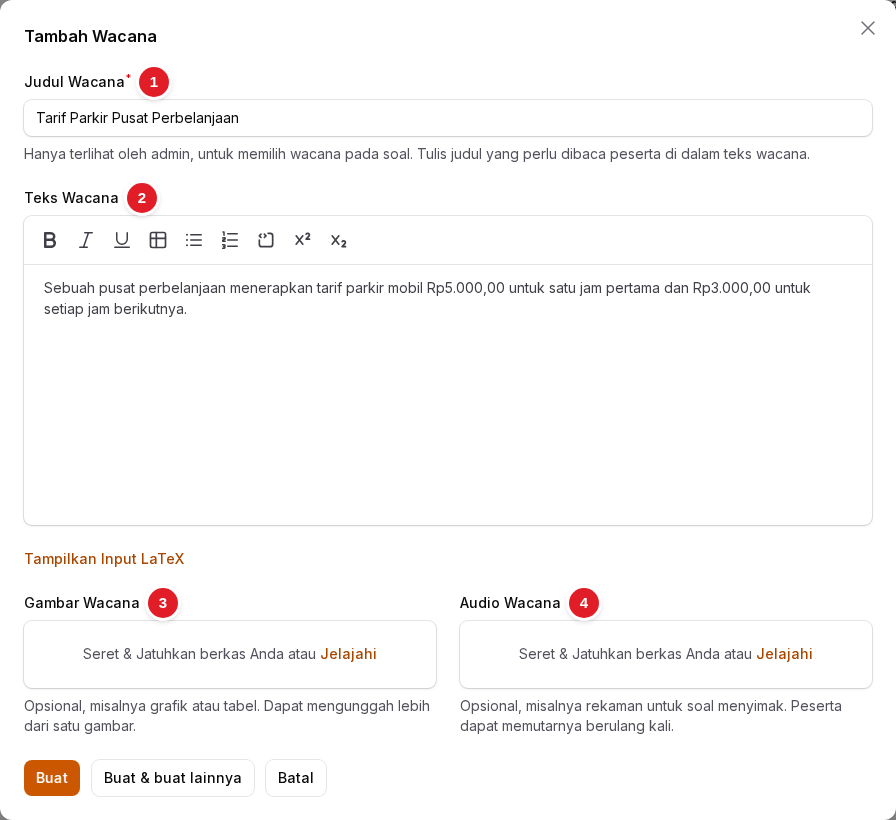 Tambah Wacana
Judul Wacana* 1
Tarif Parkir Pusat Perbelanjaan
Hanya terlihat oleh admin, untuk memilih wacana pada soal. Tulis judul yang perlu dibaca peserta di dalam teks wacana.
Teks Wacana 2
Sebuah pusat perbelanjaan menerapkan tarif parkir mobil Rp5.000,00 untuk satu jam pertama dan Rp3.000,00 untuk
setiap jam berikutnya.
Tampilkan Input LaTeX
Gambar Wacana 3
Seret & Jatuhkan berkas Anda atau Jelajahi
Opsional, misalnya grafik atau tabel. Dapat mengunggah lebih
dari satu gambar.
Audio Wacana 4
Seret & Jatuhkan berkas Anda atau Jelajahi
Opsional, misalnya rekaman untuk soal menyimak. Peserta
dapat memutarnya berulang kali.
Buat
Buat & buat lainnya
Batal